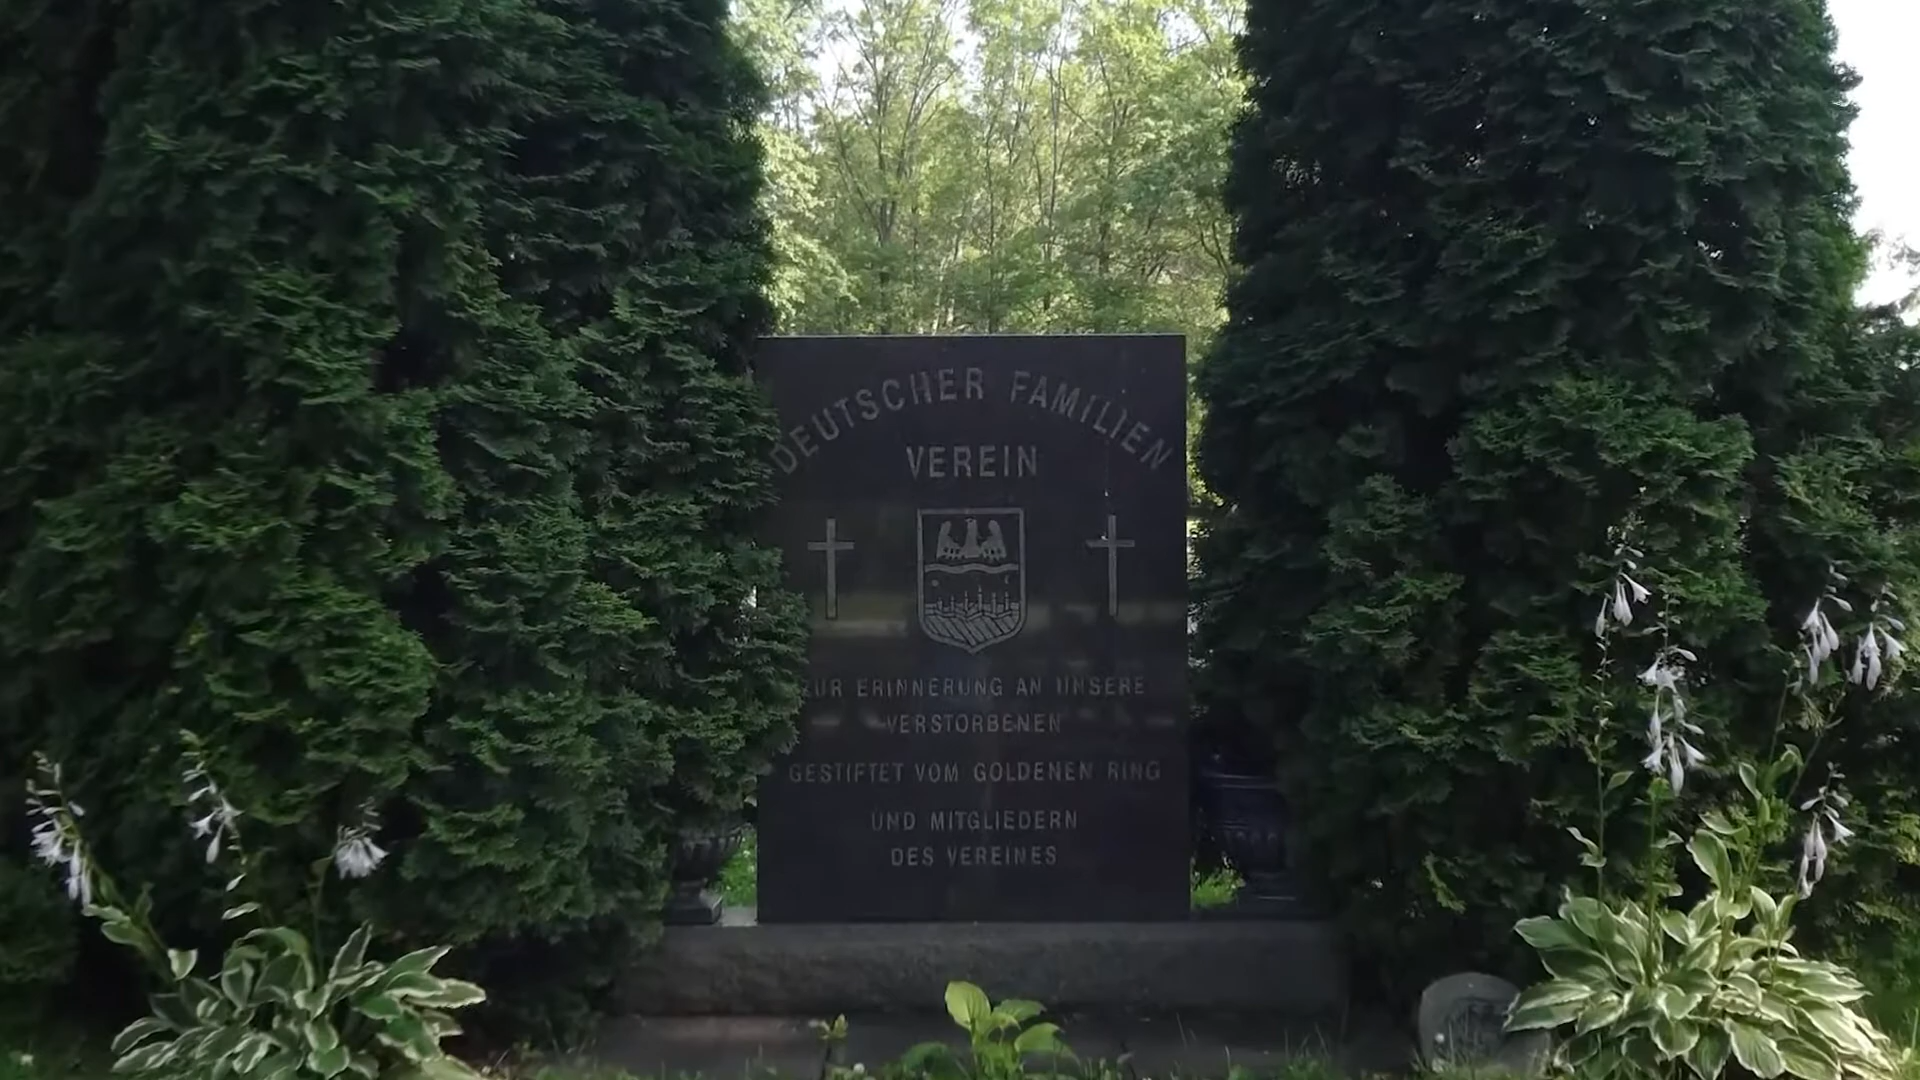 DEUTSCHER FAMILIEN
VEREIN
ZUR ERINNERUNG AN UNSERE
VERSTORBENEN
GESTIFTET VOM GOLDENEN RING
UND MITGLIEDERN
DES VEREINES